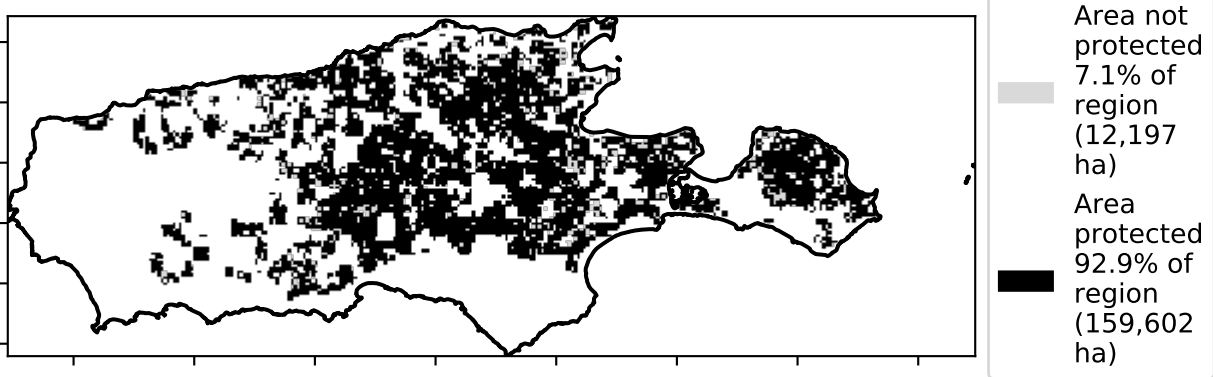 Area not
protected
7.1% of
region
(12,197
ha)
Area
protected
92.9% of
region
(159,602
ha)